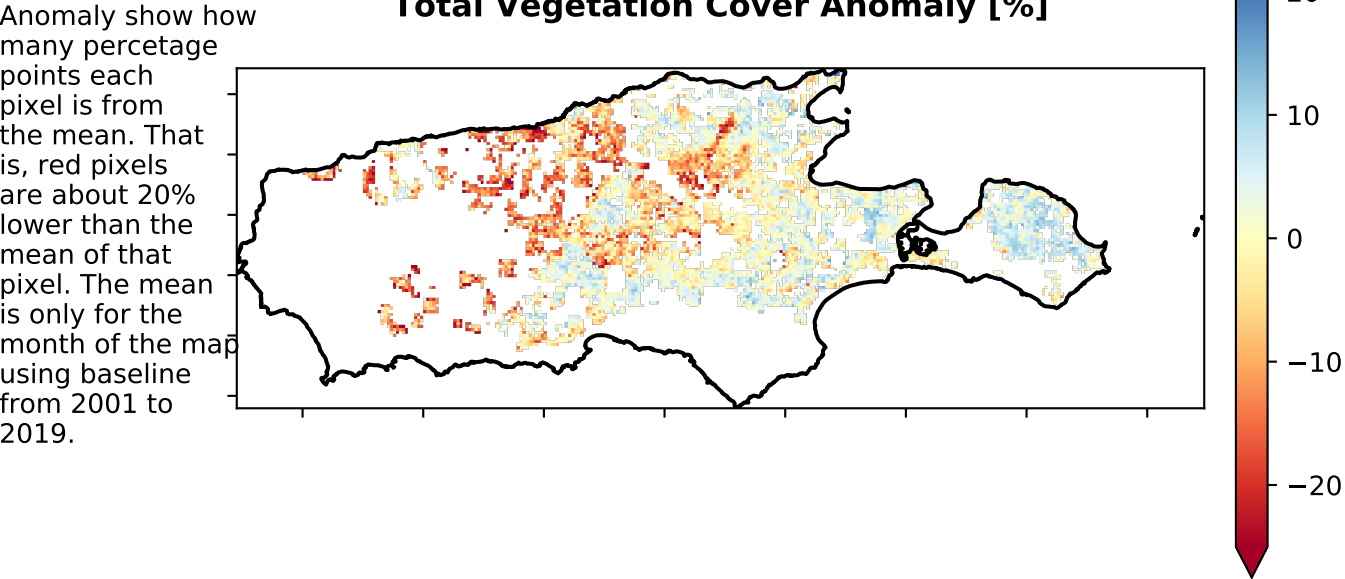 Total Vegetation Cover Anomaly [%]
Anomaly show how
many percetage
points each
pixel is from
the mean. That
is, red pixels
are about 20%
lower than the
mean of that
pixel. The mean
is only for the
month of the map
using baseline
from 2001 to
2019.
20
10
0
−10
−20